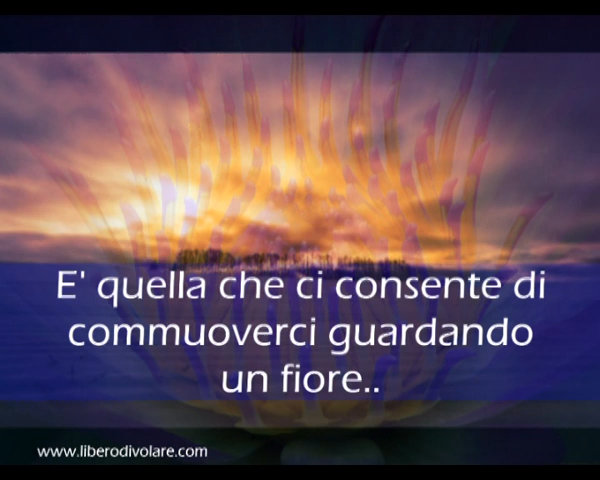 E' quella che ci consente di
commuoverci guardando
un fiore..
www.liberodivolare.com